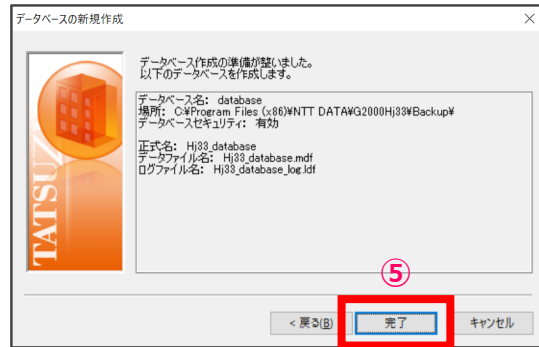 データベースの新規作成
TATSUZ
データベース作成の準備が整いました。
以下のデータベースを作成します。
データベース名: database
場所: C:¥Program Files (x86)¥NTT DATA¥G2000Hj33¥Backup¥
データベースセキュリティ: 有効
正式名: Hj33_database
データファイル名: Hj33_database.mdf
ログファイル名: Hj33_database_log.ldf
⑤
< 戻る(B)
完了
キャンセル